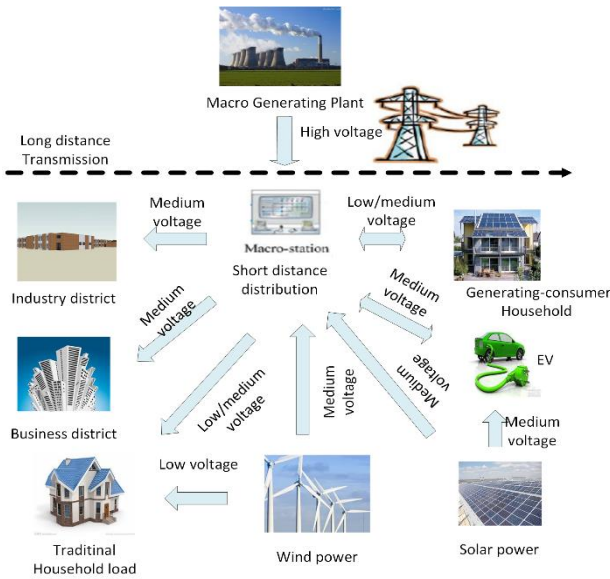 Macro Generating Plant
High voltage
Long distance
Transmission
Medium
voltage
Low/medium
voltage
Macro-station
Short distance
distribution
Industry district
Generating-consumer
Household
Medium
voltage
Medium
voltage
Medium
voltage
EV
Business district
Low/medium
voltage
Medium
voltage
Medium
voltage
Low voltage
Traditinal
Household load
Wind power
Solar power